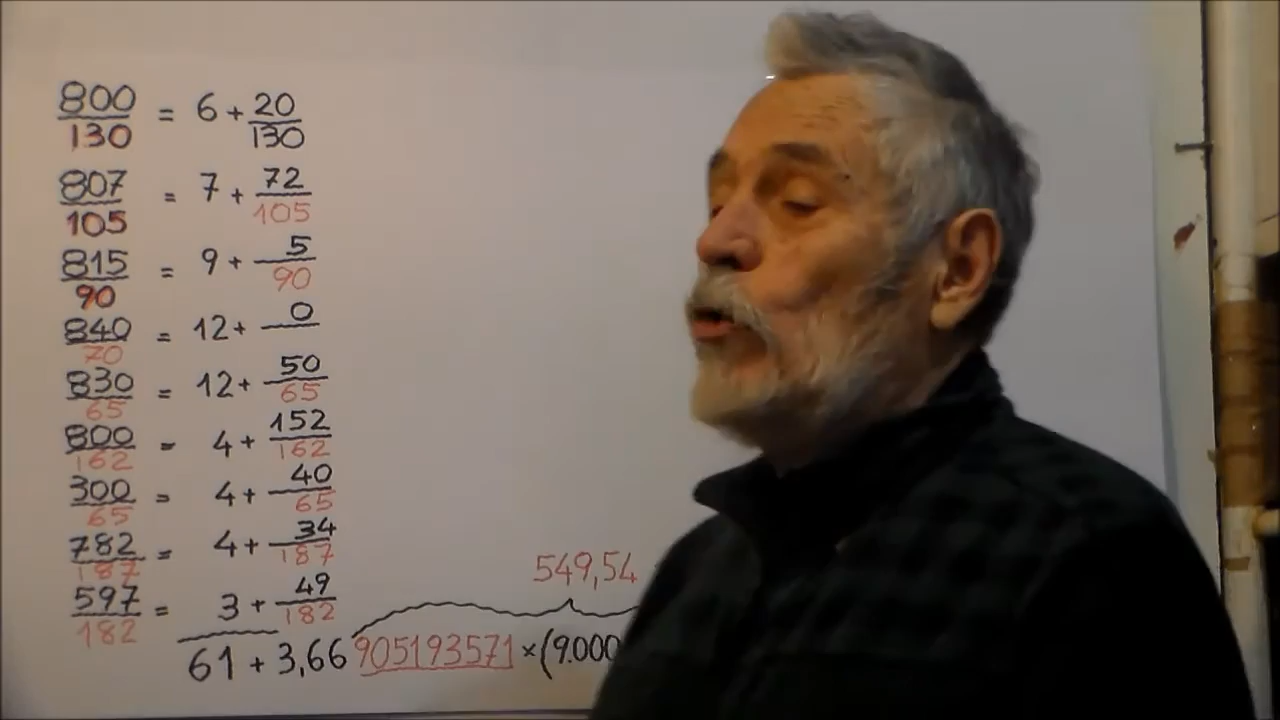 800/130 = 6 + 20/130
807/105 = 7 + 72/105
815/90 = 9 + 5/90
840/70 = 12 + 0/
830/65 = 12 + 50/65
800/162 = 4 + 152/162
300/65 = 4 + 40/65
782/187 = 4 + 34/187
597/182 = 3 + 49/182
549,54
61 + 3,66905193571 × (9.000